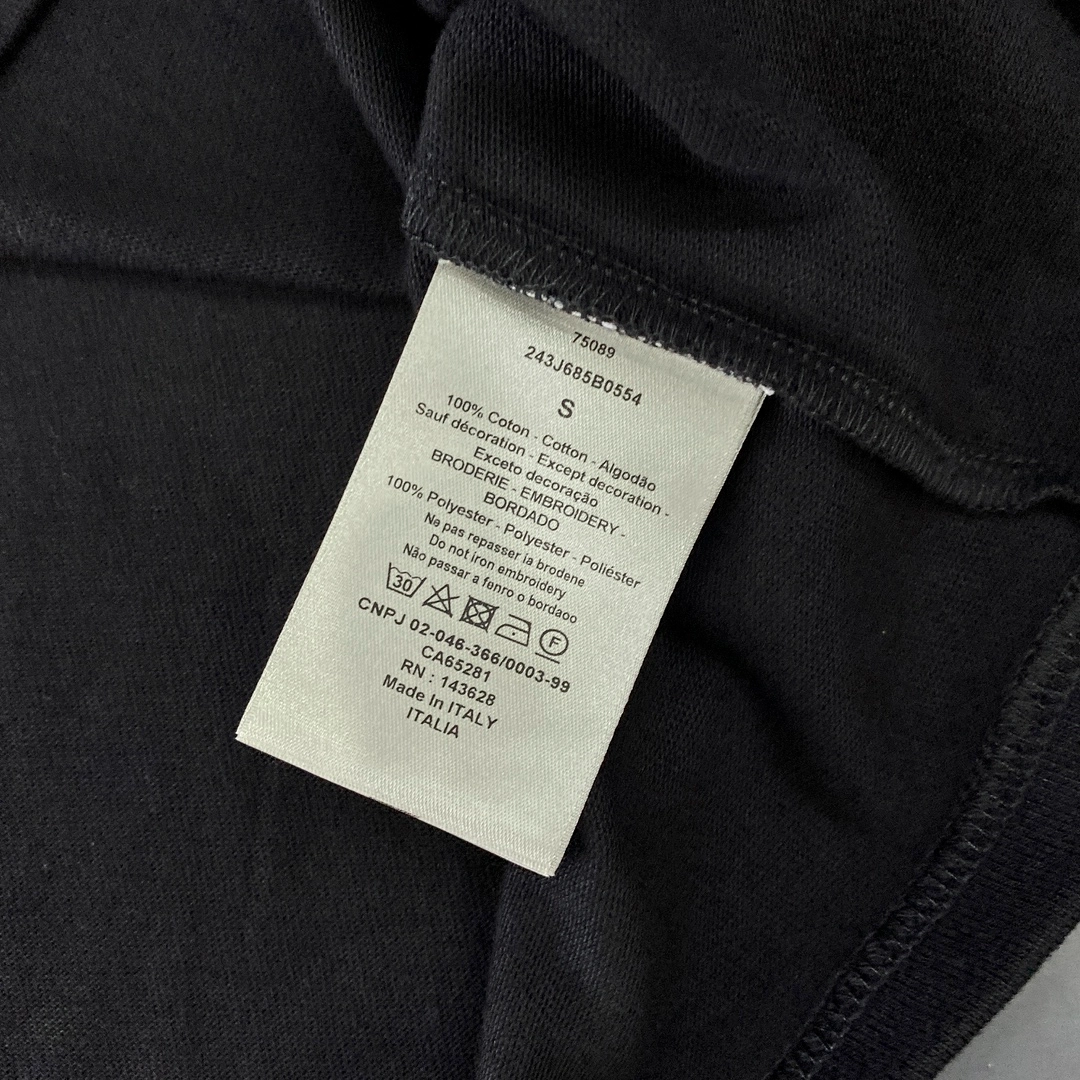 75089
243J685B0554
S
100% Coton - Cotton - Algodão
Sauf décoration - Except decoration -
Exceto decoração
BRODERIE - EMBROIDERY -
BORDADO
100% Polyester - Polyester - Poliéster
Ne pas repasser la brodene
Do not iron embroidery
Não passar a fenro o bordaoo
30 F
CNPJ 02-046-366/0003-99
CA65281
RN : 143628
Made In ITALY
ITALIA